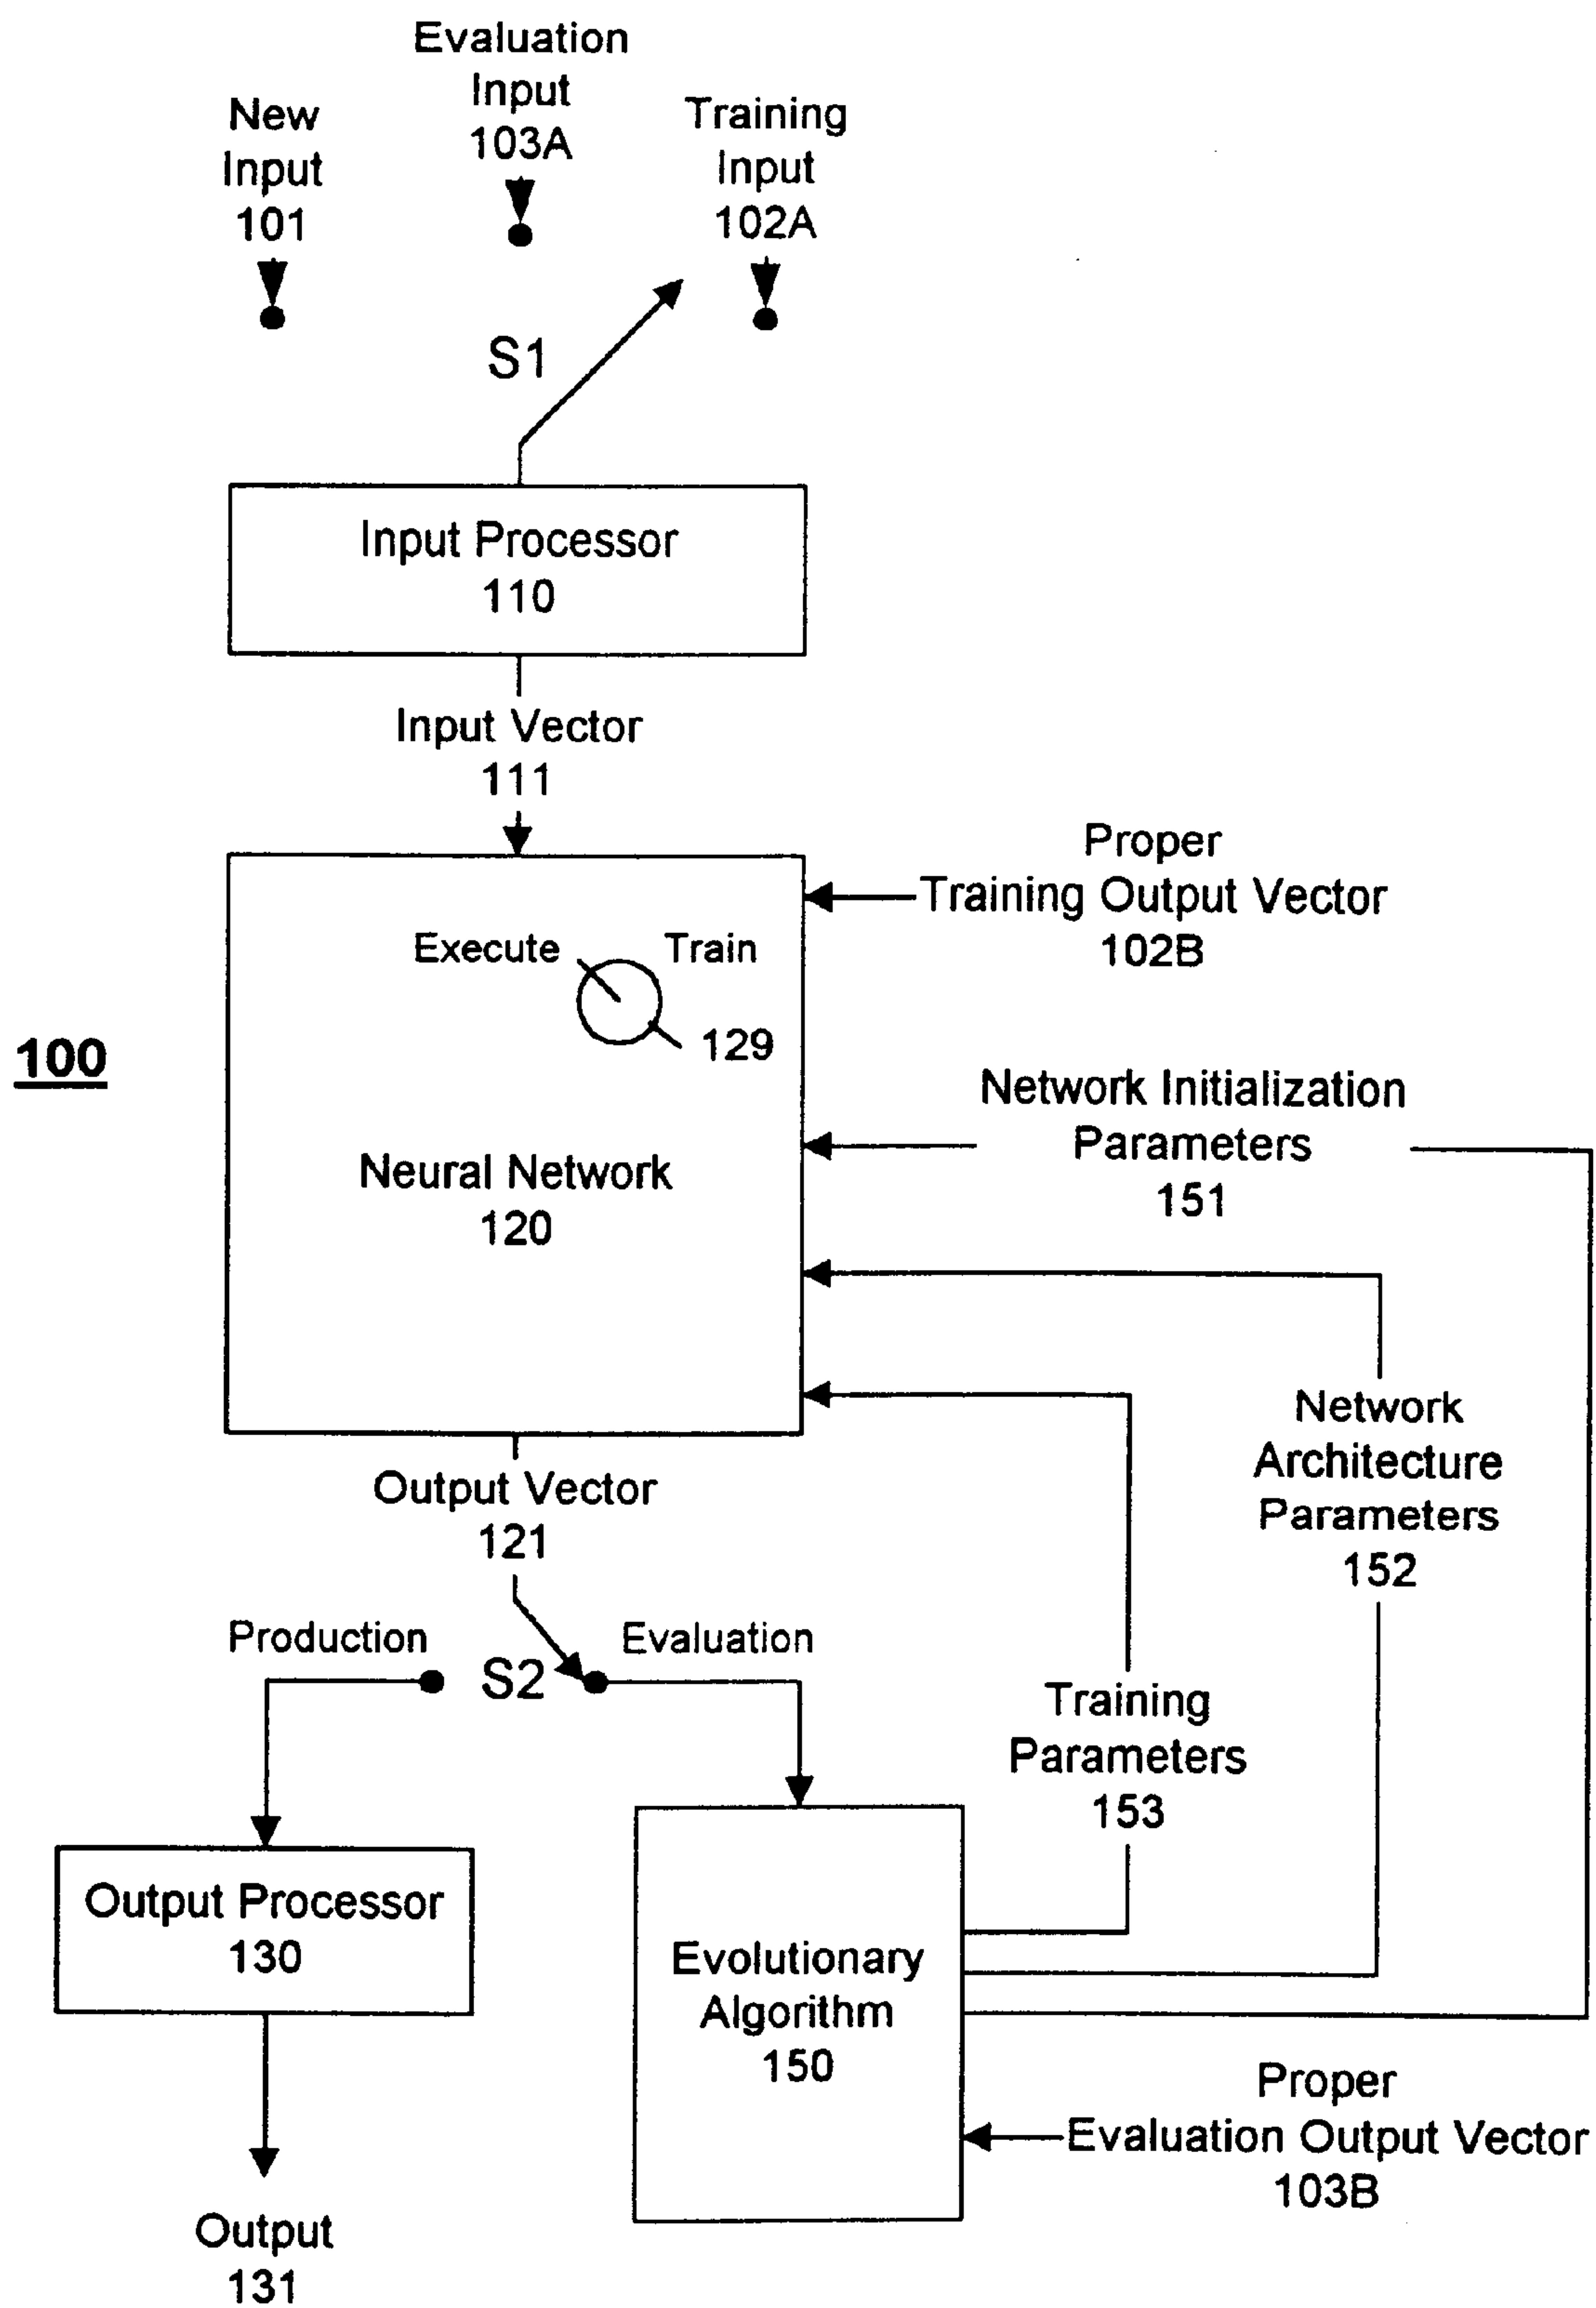 Evaluation
Input
103A
New
Input
101
Training
Input
102A
S1
Input Processor
110
Input Vector
111
Proper
Training Output Vector
102B
Execute
Train
129
100
Network Initialization
Parameters
151
Neural Network
120
Network
Architecture
Parameters
152
Output Vector
121
Production
S2
Evaluation
Training
Parameters
153
Output Processor
130
Evolutionary
Algorithm
150
Proper
Evaluation Output Vector
103B
Output
131